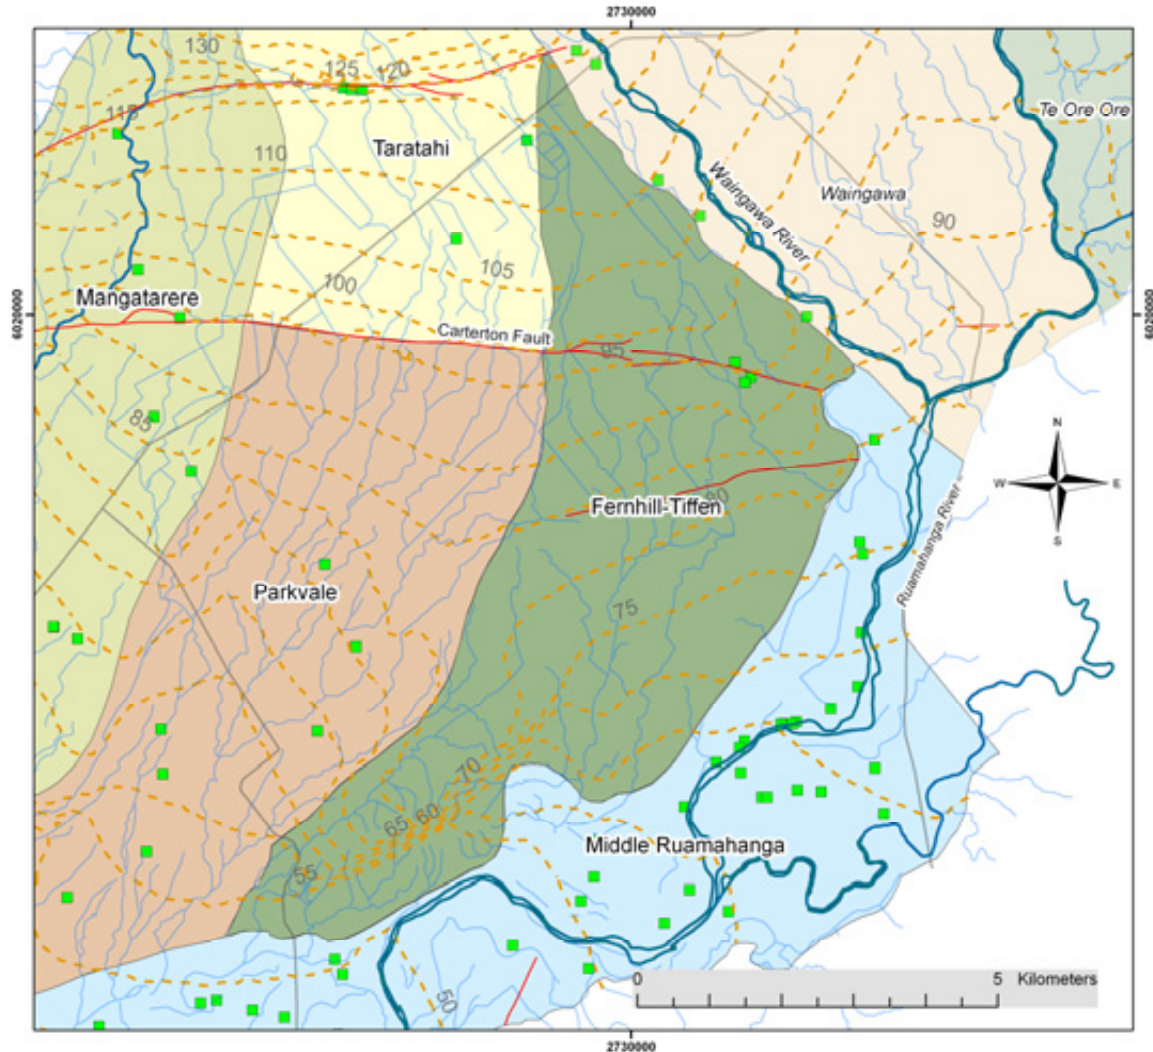 2730000
130
125
120
Te Ore Ore
115
Taratahi
110
Waingawa River
Waingawa
90
105
100
Mangatarere
6020000
6020000
Carterton Fault
95
85
N
W
E
S
80
Fernhill-Tiffen
Ruamahanga River
Parkvale
75
70
65
60
Middle Ruamahanga
55
0
5
Kilometers
50
2730000